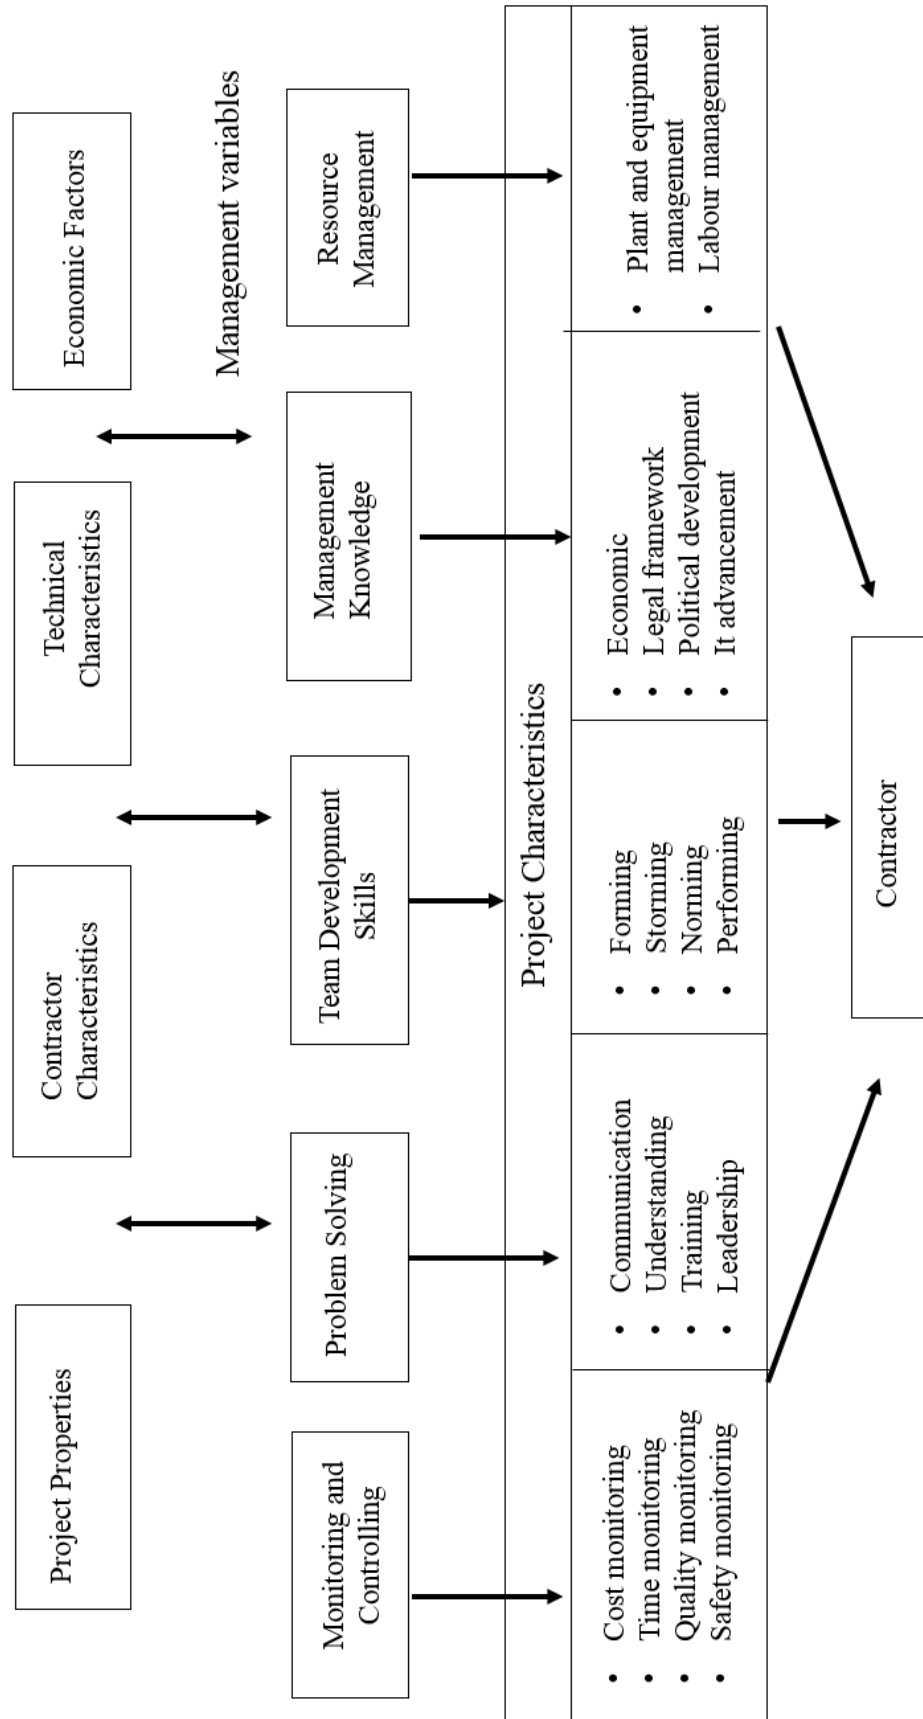 Project Properties
Contractor
Characteristics
Technical
Characteristics
Economic Factors
Management variables
Monitoring and
Controlling
Problem Solving
Team Development
Skills
Management
Knowledge
Resource
Management
Project Characteristics
• Cost monitoring
• Time monitoring
• Quality monitoring
• Safety monitoring
• Communication
• Understanding
• Training
• Leadership
• Forming
• Storming
• Norming
• Performing
• Economic
• Legal framework
• Political development
• It advancement
• Plant and equipment
management
• Labour management
Contractor